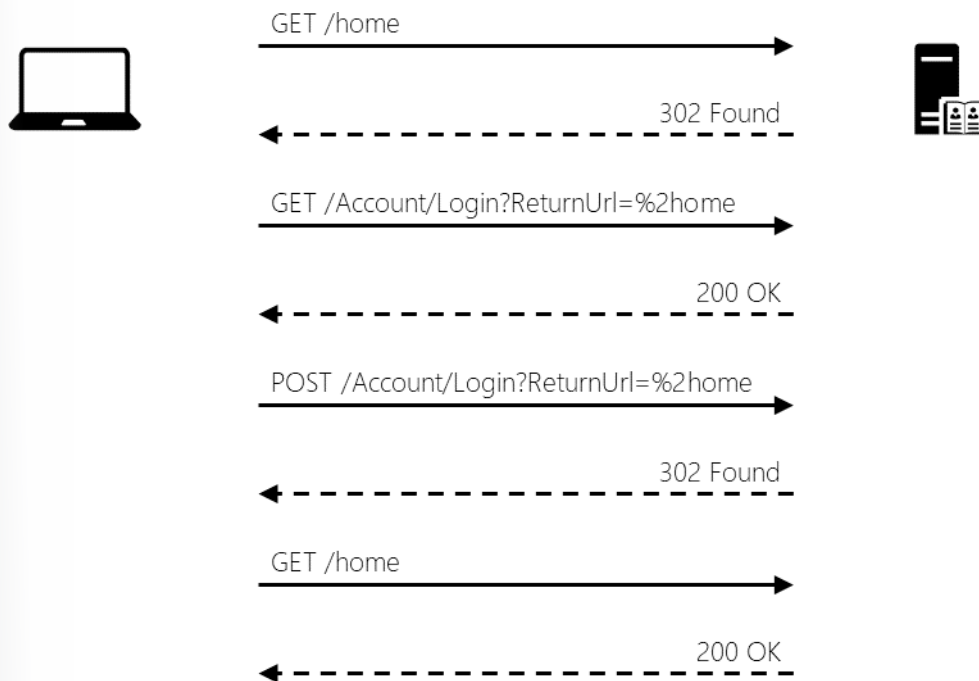 GET /home
302 Found
GET /Account/Login?ReturnUrl=%2home
200 OK
POST /Account/Login?ReturnUrl=%2home
302 Found
GET /home
200 OK